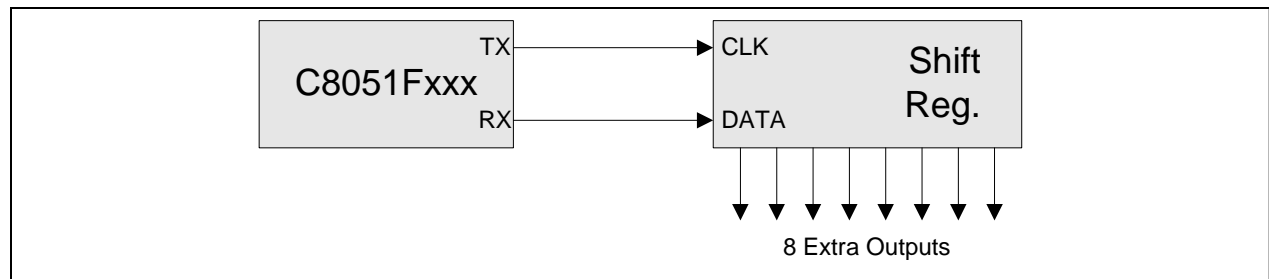 C8051Fxxx
TX
RX
CLK
DATA
Shift
Reg.
8 Extra Outputs